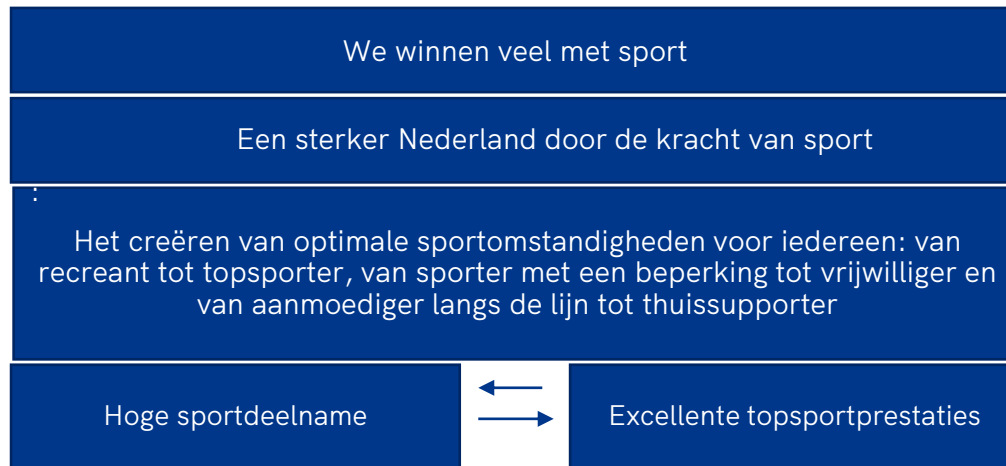 We winnen veel met sport
Een sterker Nederland door de kracht van sport
:
Het creëren van optimale sportomstandigheden voor iedereen: van
recreant tot topsporter, van sporter met een beperking tot vrijwilliger en
van aanmoediger langs de lijn tot thuissupporter
Hoge sportdeelname
Excellente topsportprestaties